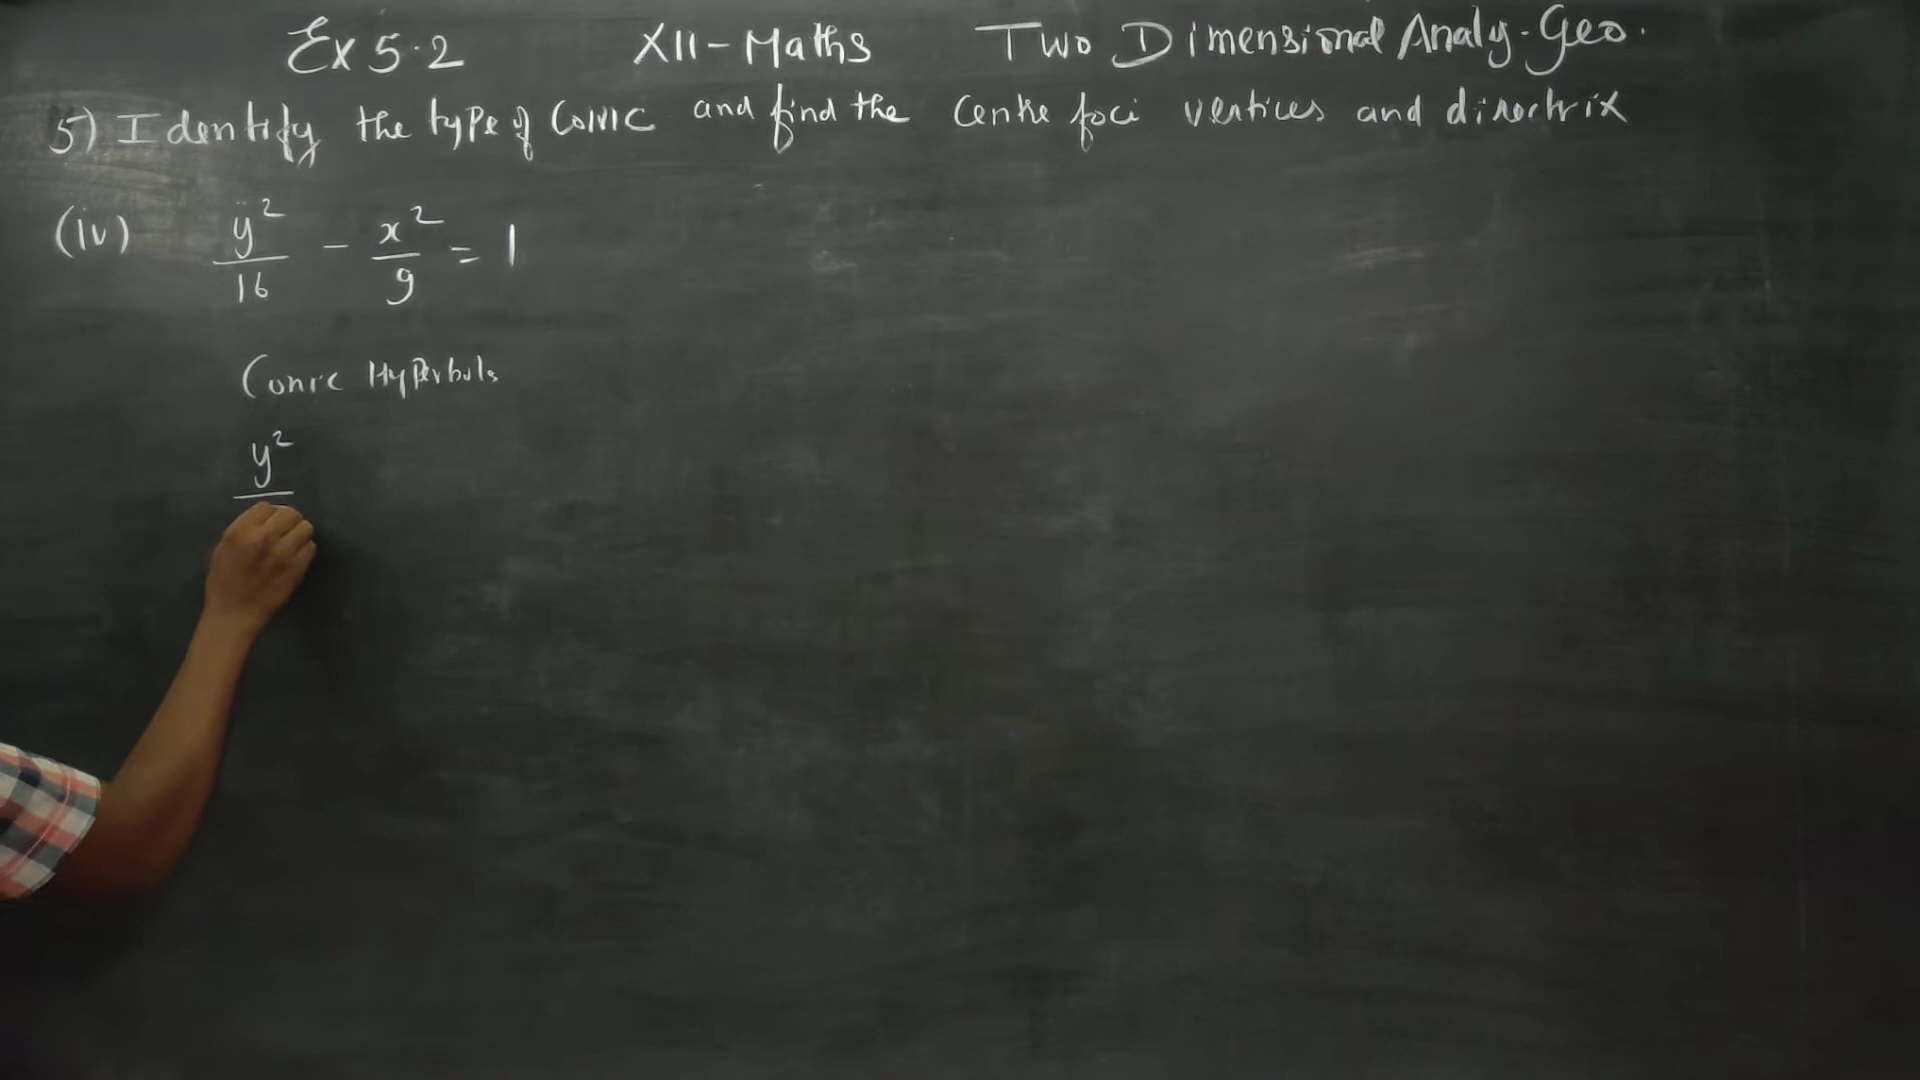 Ex 5.2 XII-Maths Two Dimensional Analy-Geo.
5) Identify the type of conic and find the centre foci vertices and directrix
(iv) y²/16 - x²/9 = 1
Conic Hyperbola
y²